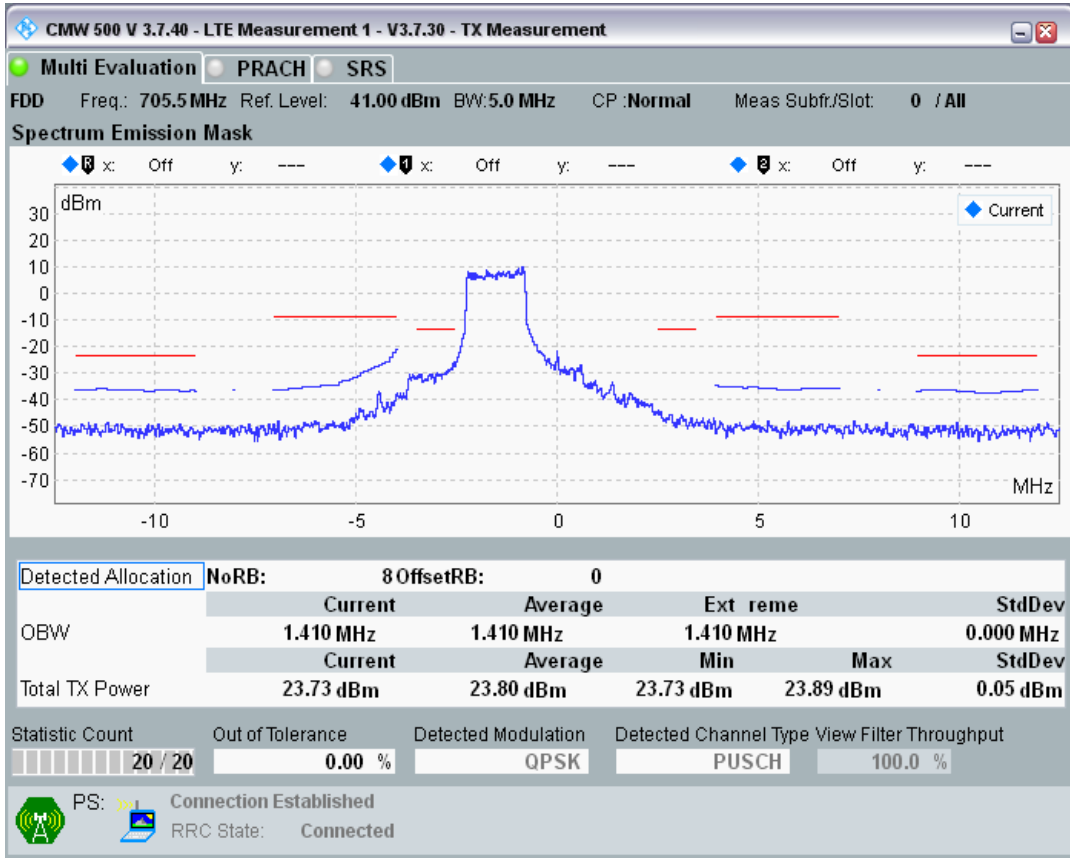 CMW 500 V 3.7.40 - LTE Measurement 1 - V3.7.30 - TX Measurement
Multi Evaluation PRACH SRS
FDD Freq.: 705.5 MHz Ref. Level: 41.00 dBm BW: 5.0 MHz CP :Normal Meas Subfr./Slot: 0 / All
Spectrum Emission Mask
R x: Off y: --- 1 x: Off y: --- 2 x: Off y: ---
dBm
Current
30
20
10
0
-10
-20
-30
-40
-50
-60
-70
MHz
-10 -5 0 5 10
Detected Allocation NoRB: 8 OffsetRB: 0
Current Average Ext reme StdDev
OBW 1.410 MHz 1.410 MHz 1.410 MHz 0.000 MHz
Current Average Min Max StdDev
Total TX Power 23.73 dBm 23.80 dBm 23.73 dBm 23.89 dBm 0.05 dBm
Statistic Count Out of Tolerance Detected Modulation Detected Channel Type View Filter Throughput
20 / 20 0.00 % QPSK PUSCH 100.0 %
PS: Connection Established
RRC State: Connected